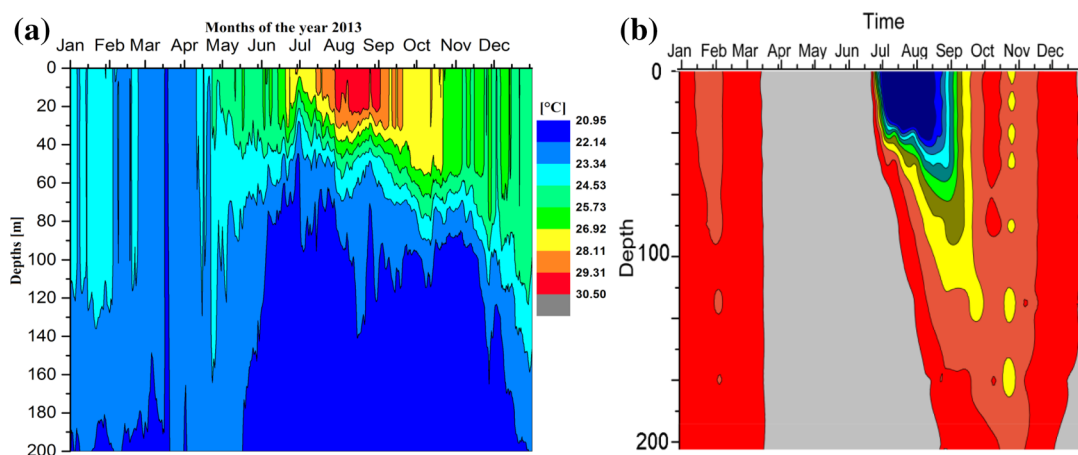 (a)
Months of the year 2013
Jan Feb Mar Apr May Jun Jul Aug Sep Oct Nov Dec
0
20
40
60
80
100
120
140
160
180
200
Depths [m]
[°C]
20.95
22.14
23.34
24.53
25.73
26.92
28.11
29.31
30.50
(b)
Time
Jan Feb Mar Apr May Jun Jul Aug Sep Oct Nov Dec
0
100
200
Depth